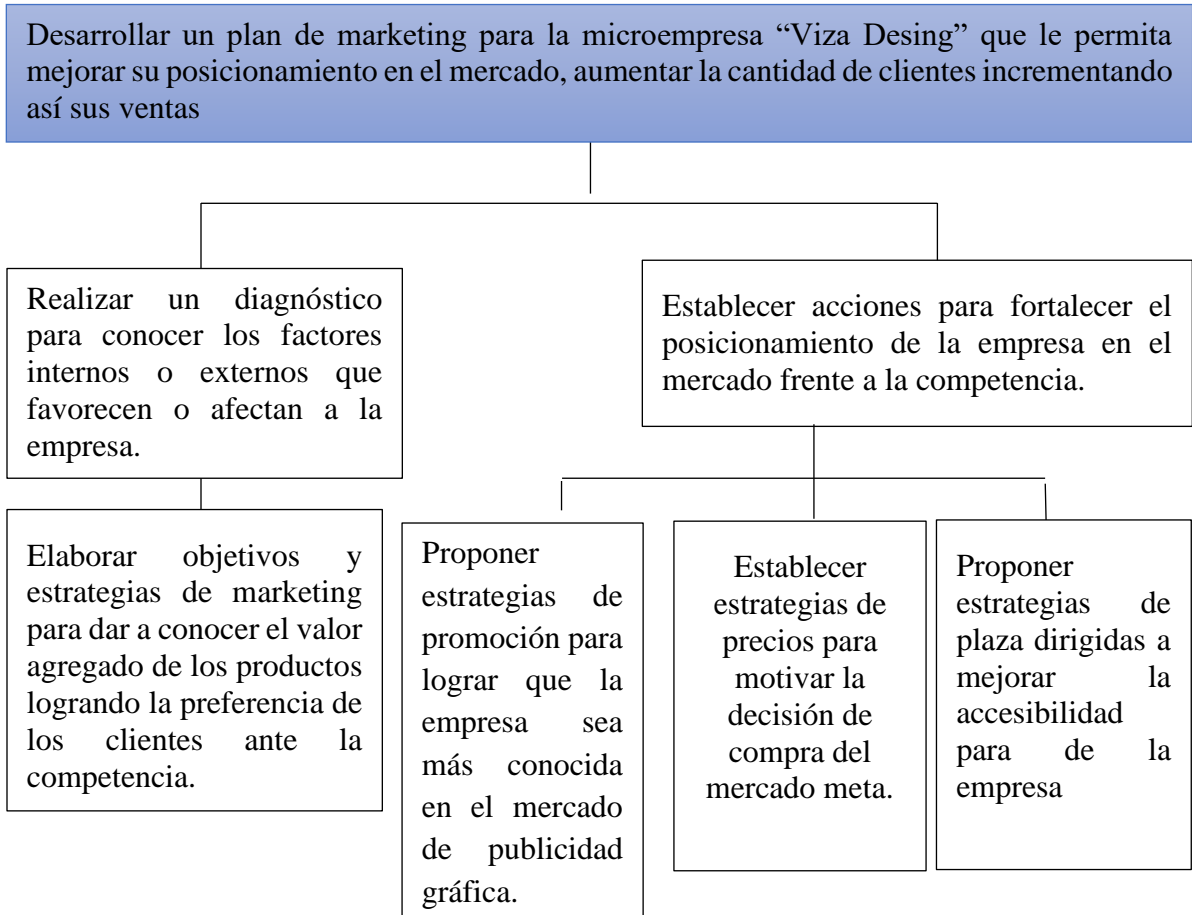 Desarrollar un plan de marketing para la microempresa “Viza Desing” que le permita
mejorar su posicionamiento en el mercado, aumentar la cantidad de clientes incrementando
así sus ventas
Realizar un diagnóstico
para conocer los factores
internos o externos que
favorecen o afectan a la
empresa.
Establecer acciones para fortalecer el
posicionamiento de la empresa en el
mercado frente a la competencia.
Elaborar objetivos y
estrategias de marketing
para dar a conocer el valor
agregado de los productos
logrando la preferencia de
los clientes ante la
competencia.
Proponer
estrategias de
promoción para
lograr que la
empresa sea
más conocida
en el mercado
de publicidad
gráfica.
Establecer
estrategias de
precios para
motivar la
decisión de
compra del
mercado meta.
Proponer
estrategias de
plaza dirigidas a
mejorar la
accesibilidad
para de la
empresa